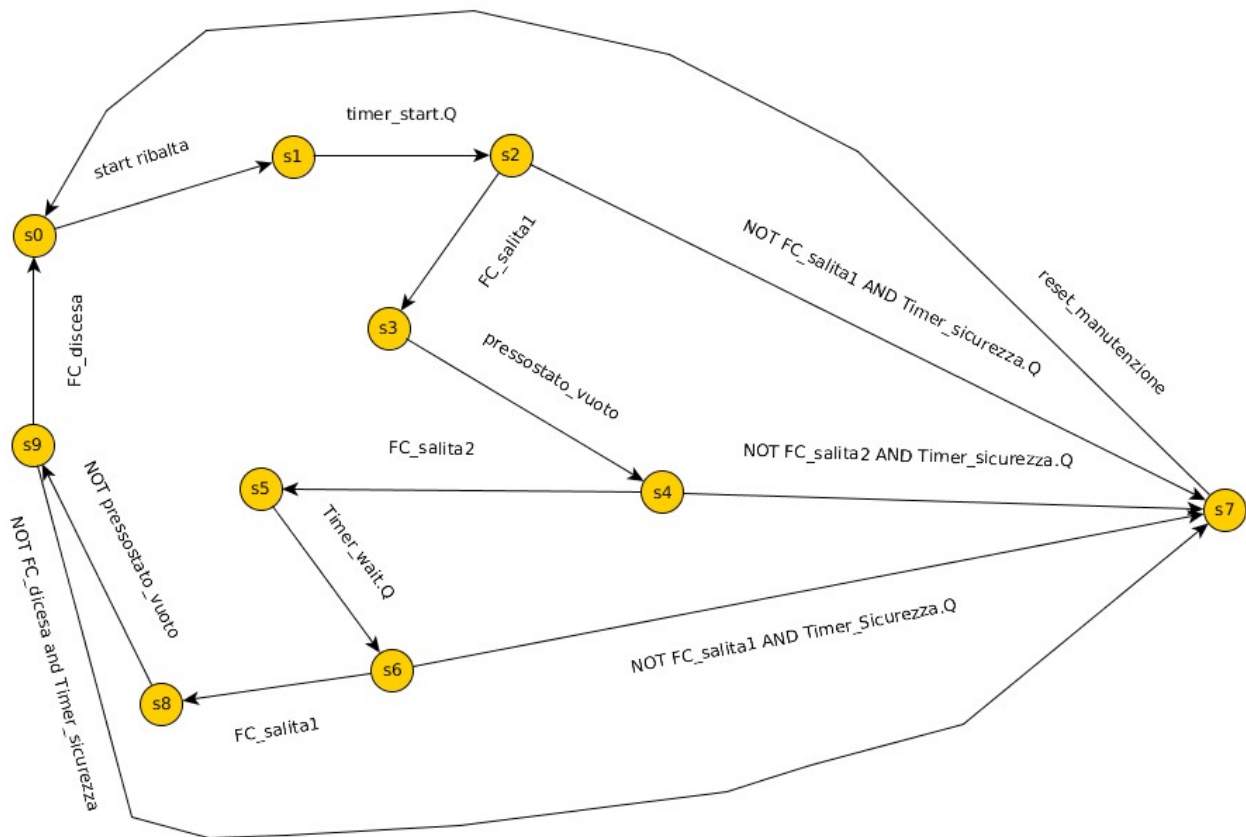 timer_start.Q
start ribalta
s1
s2
s0
FC_salita1
NOT FC_salita1 AND Timer_sicurezza.Q
reset_manutenzione
s3
FC_discesa
pressostato_vuoto
s9
FC_salita2
NOT FC_salita2 AND Timer_sicurezza.Q
s5
s4
s7
NOT pressostato_vuoto
Timer_wait.Q
NOT FC_dicesa and Timer_sicurezza
NOT FC_salita1 AND Timer_Sicurezza.Q
s6
s8
FC_salita1